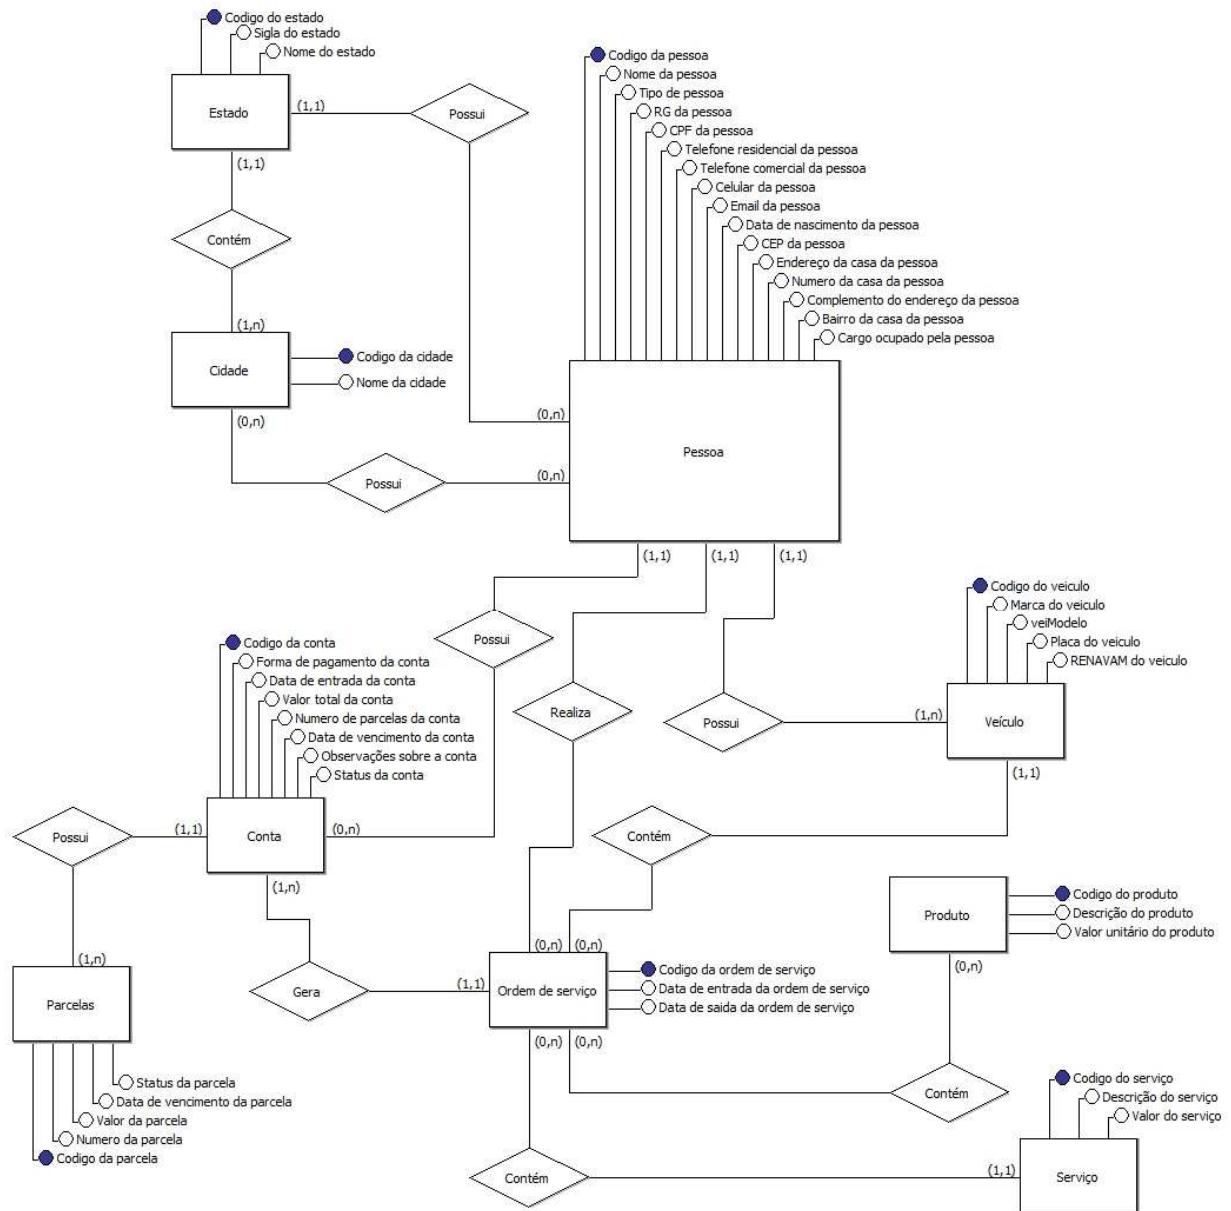 Codigo do estado
Sigla do estado
Nome do estado
Estado
(1,1)
Possui
(1,1)
Contém
(1,n)
Cidade
Codigo da cidade
Nome da cidade
(0,n)
Possui
(0,n)
(0,n)
Codigo da pessoa
Nome da pessoa
Tipo de pessoa
RG da pessoa
CPF da pessoa
Telefone residencial da pessoa
Telefone comercial da pessoa
Celular da pessoa
Email da pessoa
Data de nascimento da pessoa
CEP da pessoa
Endereço da casa da pessoa
Numero da casa da pessoa
Complemento do endereço da pessoa
Bairro da casa da pessoa
Cargo ocupado pela pessoa
Pessoa
(1,1)
(1,1)
(1,1)
Possui
Realiza
Possui
Codigo do veiculo
Marca do veiculo
veiModelo
Placa do veiculo
RENAVAM do veiculo
(1,n)
Veículo
(1,1)
Contém
Codigo da conta
Forma de pagamento da conta
Data de entrada da conta
Valor total da conta
Numero de parcelas da conta
Data de vencimento da conta
Observações sobre a conta
Status da conta
Possui
(1,1)
Conta
(0,n)
(1,n)
Gera
(1,1)
(1,n)
Parcelas
Status da parcela
Data de vencimento da parcela
Valor da parcela
Numero da parcela
Codigo da parcela
(0,n)
(0,n)
Ordem de serviço
Codigo da ordem de serviço
Data de entrada da ordem de serviço
Data de saida da ordem de serviço
(0,n)
(0,n)
Produto
Codigo do produto
Descrição do produto
Valor unitário do produto
(0,n)
Contém
Contém
(1,1)
Codigo do serviço
Descrição do serviço
Valor do serviço
Serviço